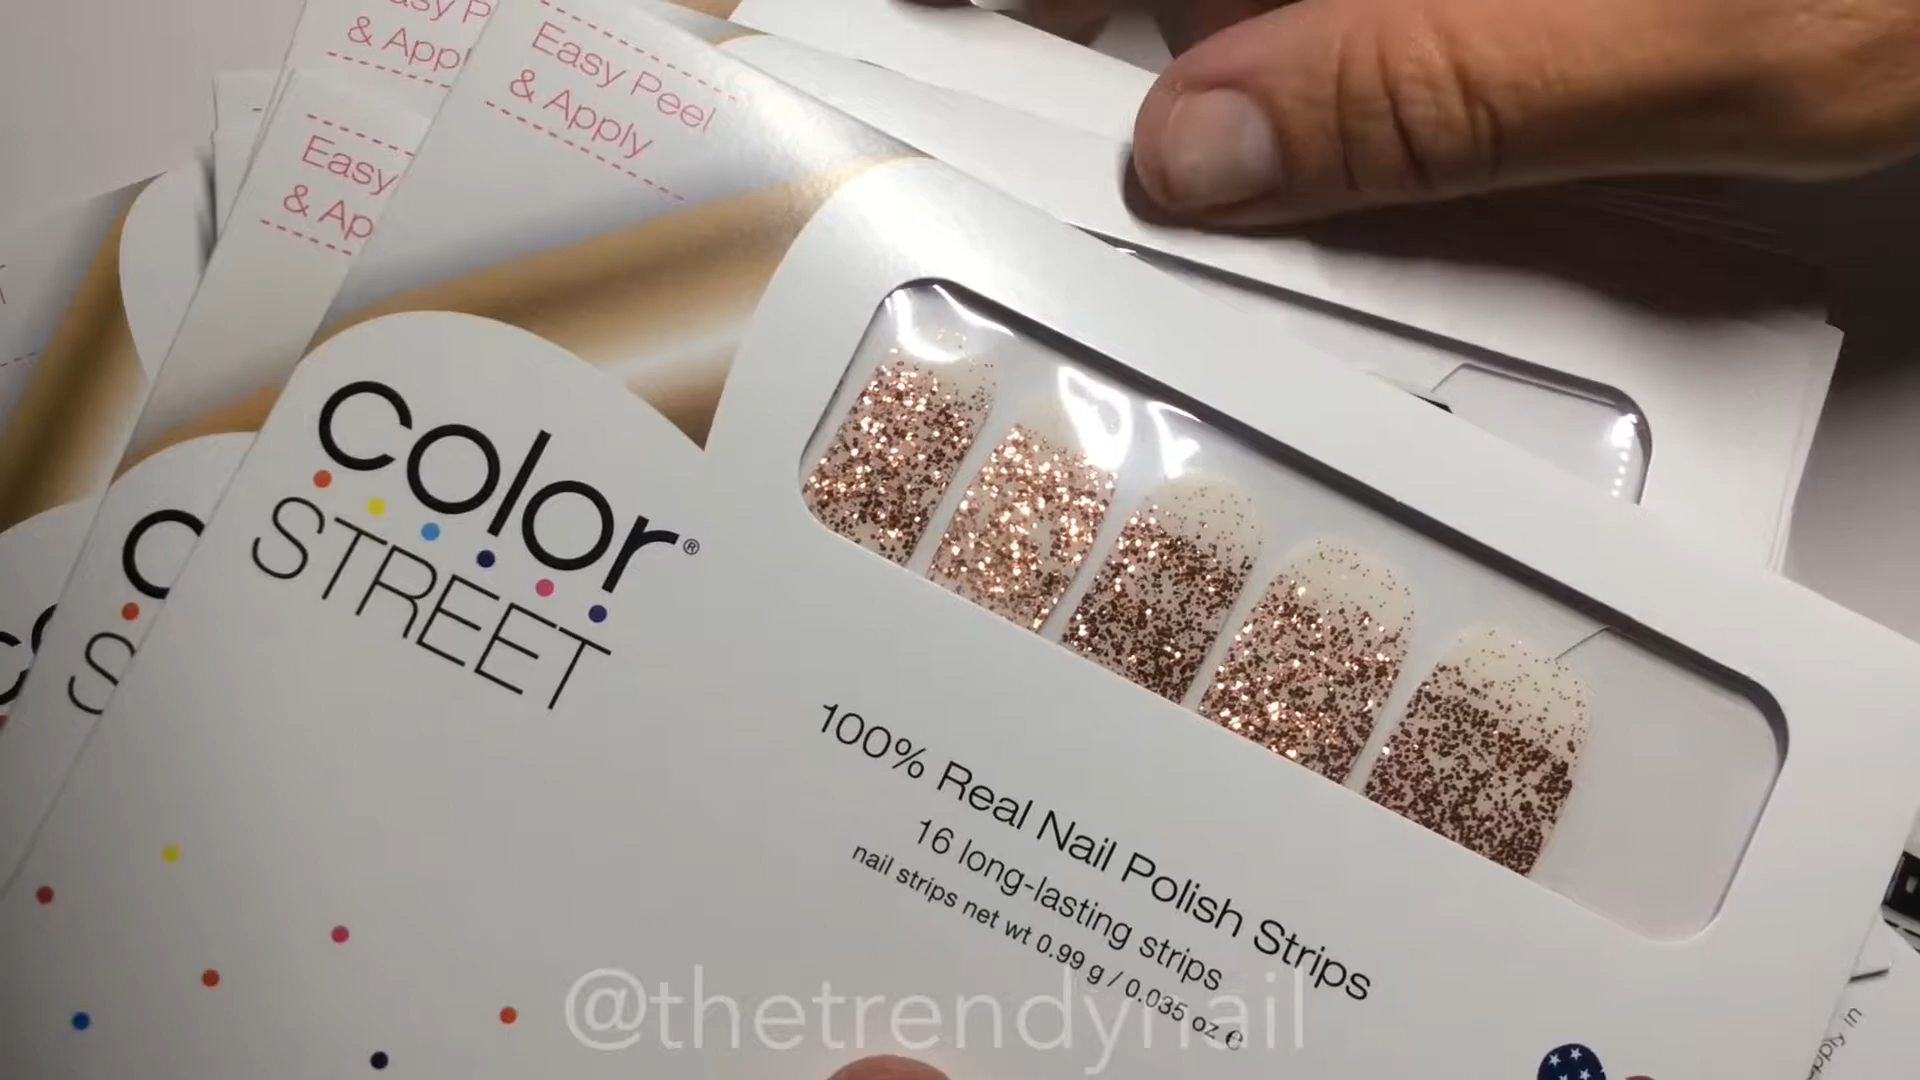 Easy Peel
& Apply
& Appl
Easy
& Ap
color®
STREET
100% Real Nail Polish Strips
16 long-lasting strips
nail strips net wt 0.99 g / 0.035 oz ℮
@thetrendynail